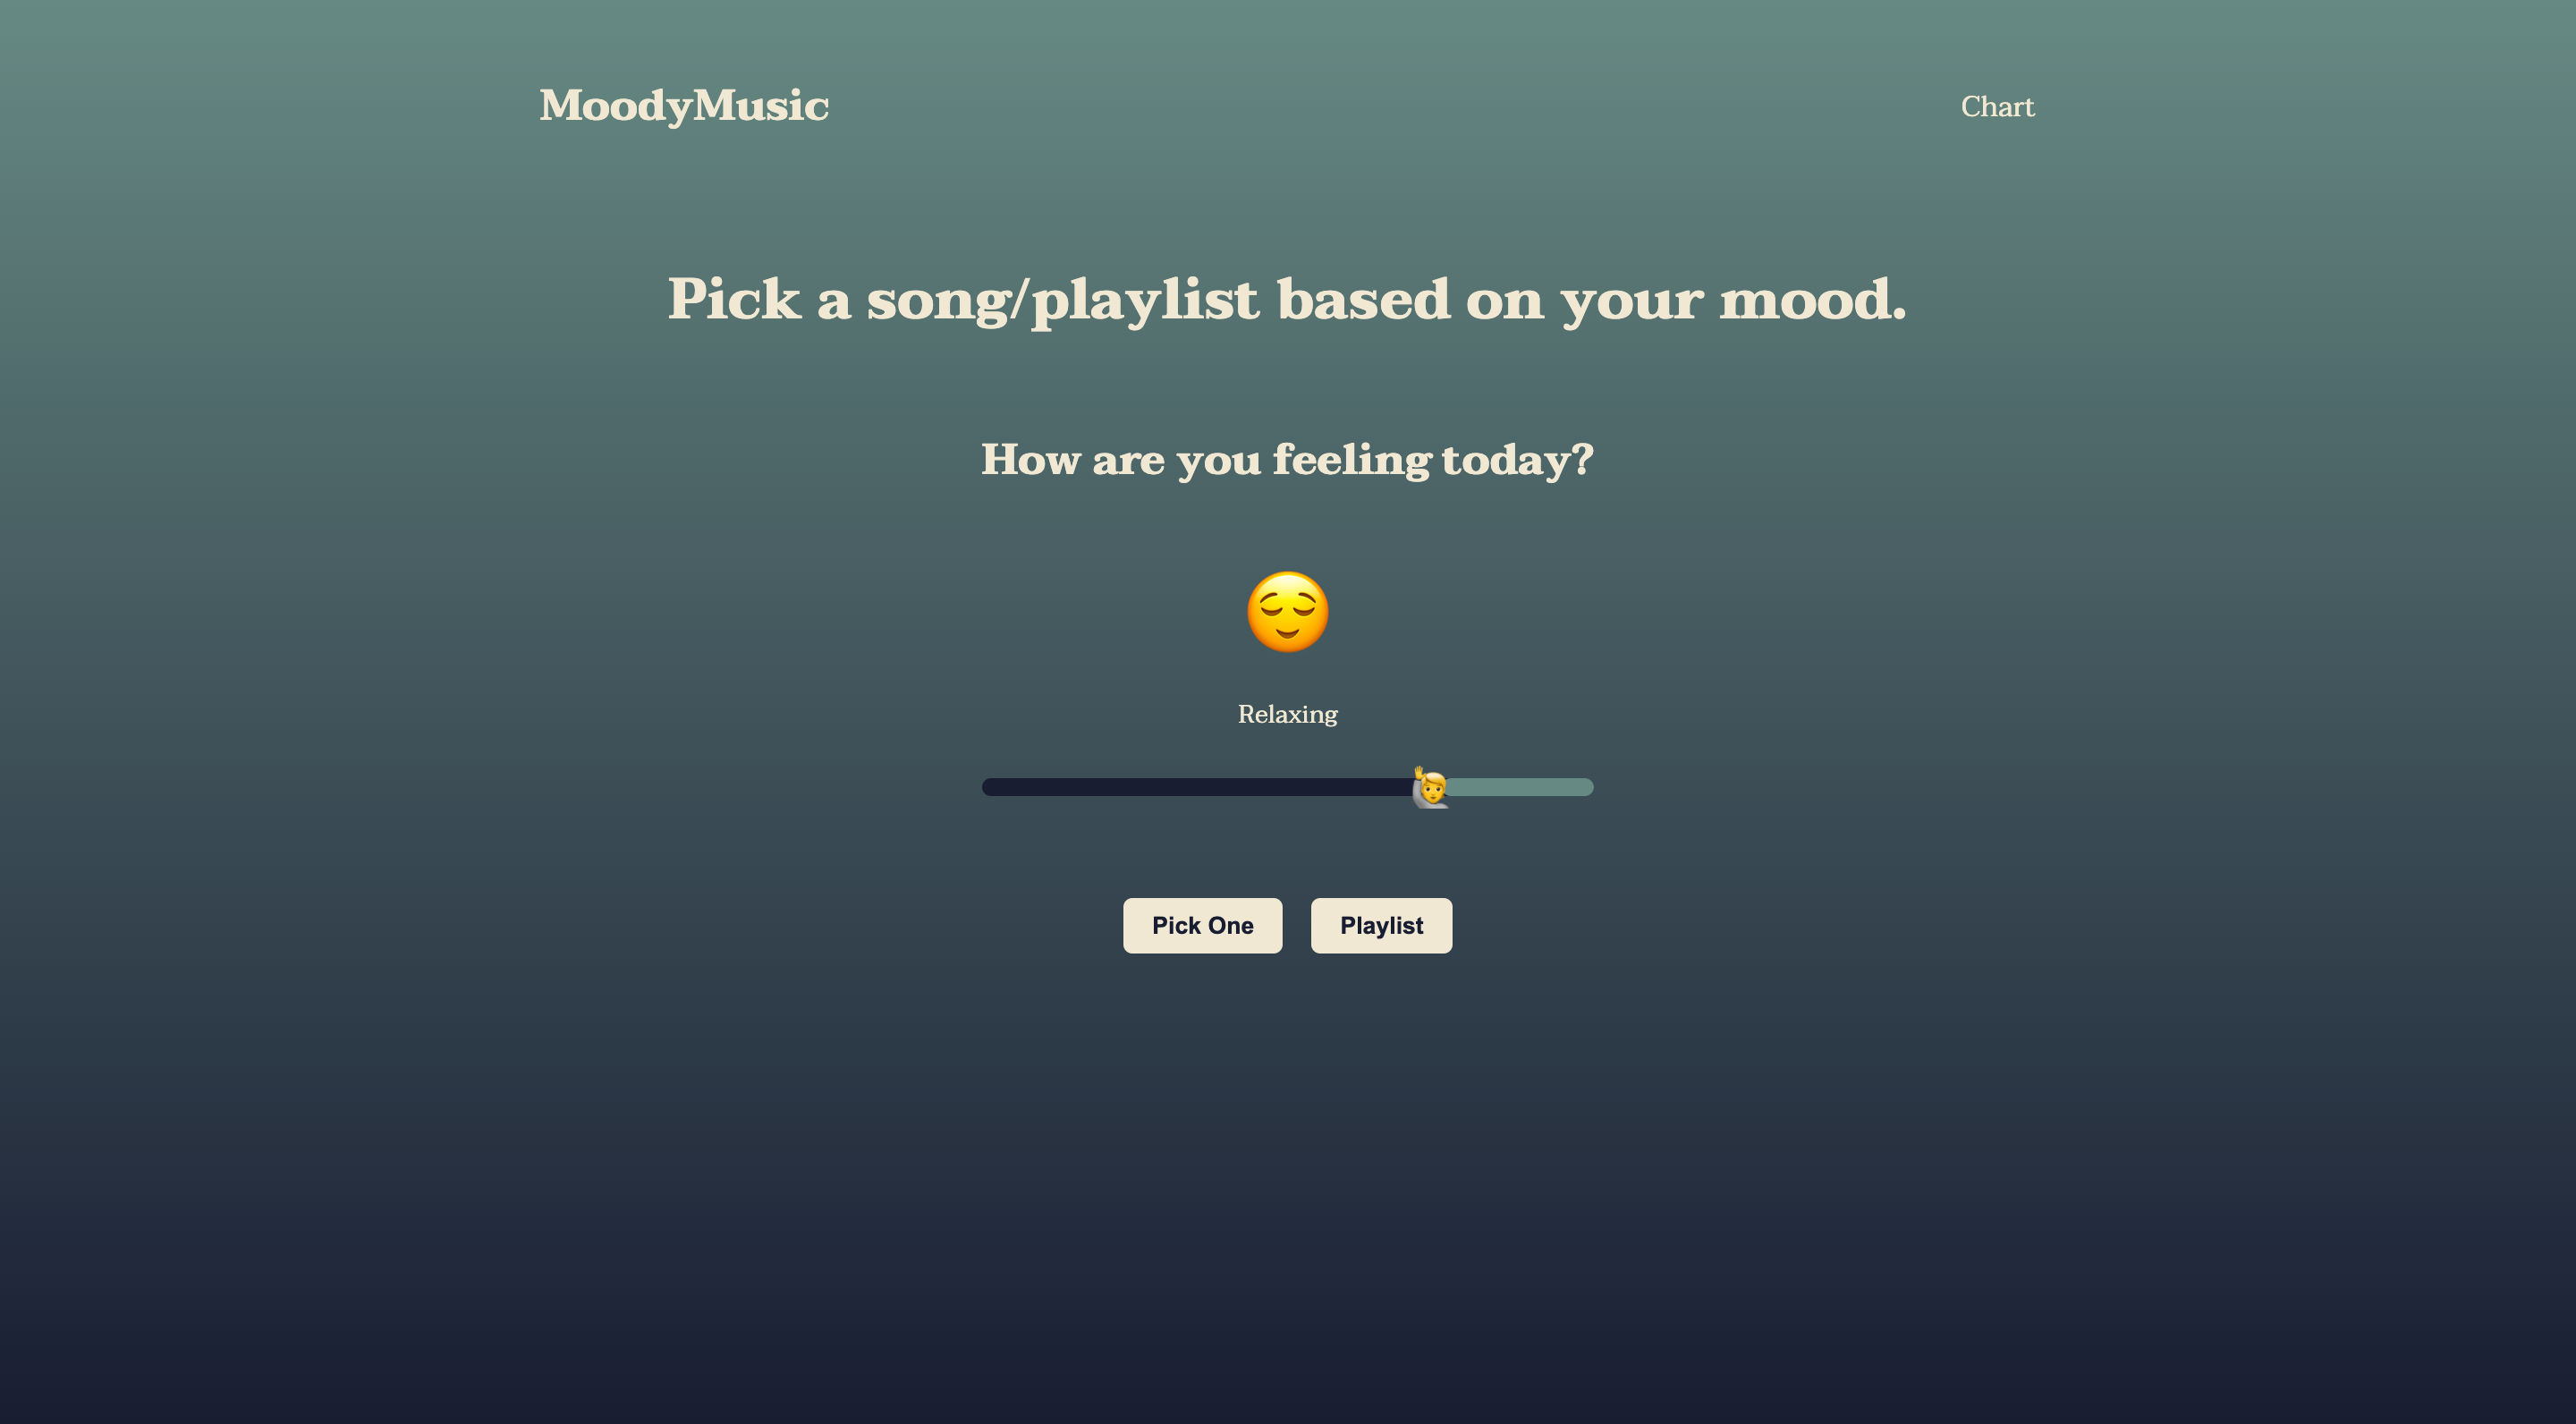 MoodyMusic
Chart
Pick a song/playlist based on your mood.
How are you feeling today?
Relaxing
Pick One
Playlist